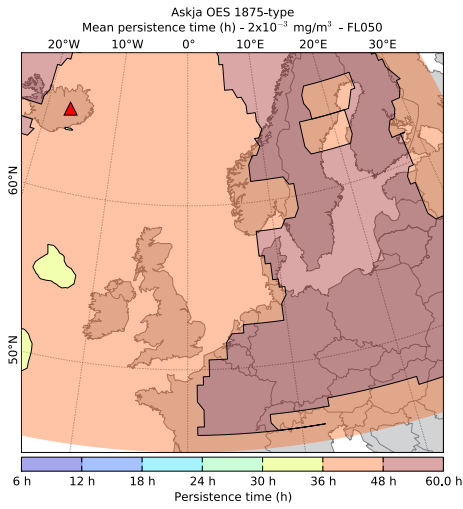 Askja OES 1875-type
Mean persistence time (h) - 2x10⁻³ mg/m³ - FL050
20°W 10°W 0° 10°E 20°E 30°E
60°N
50°N
6 h 12 h 18 h 24 h 30 h 36 h 48 h 60.0 h
Persistence time (h)